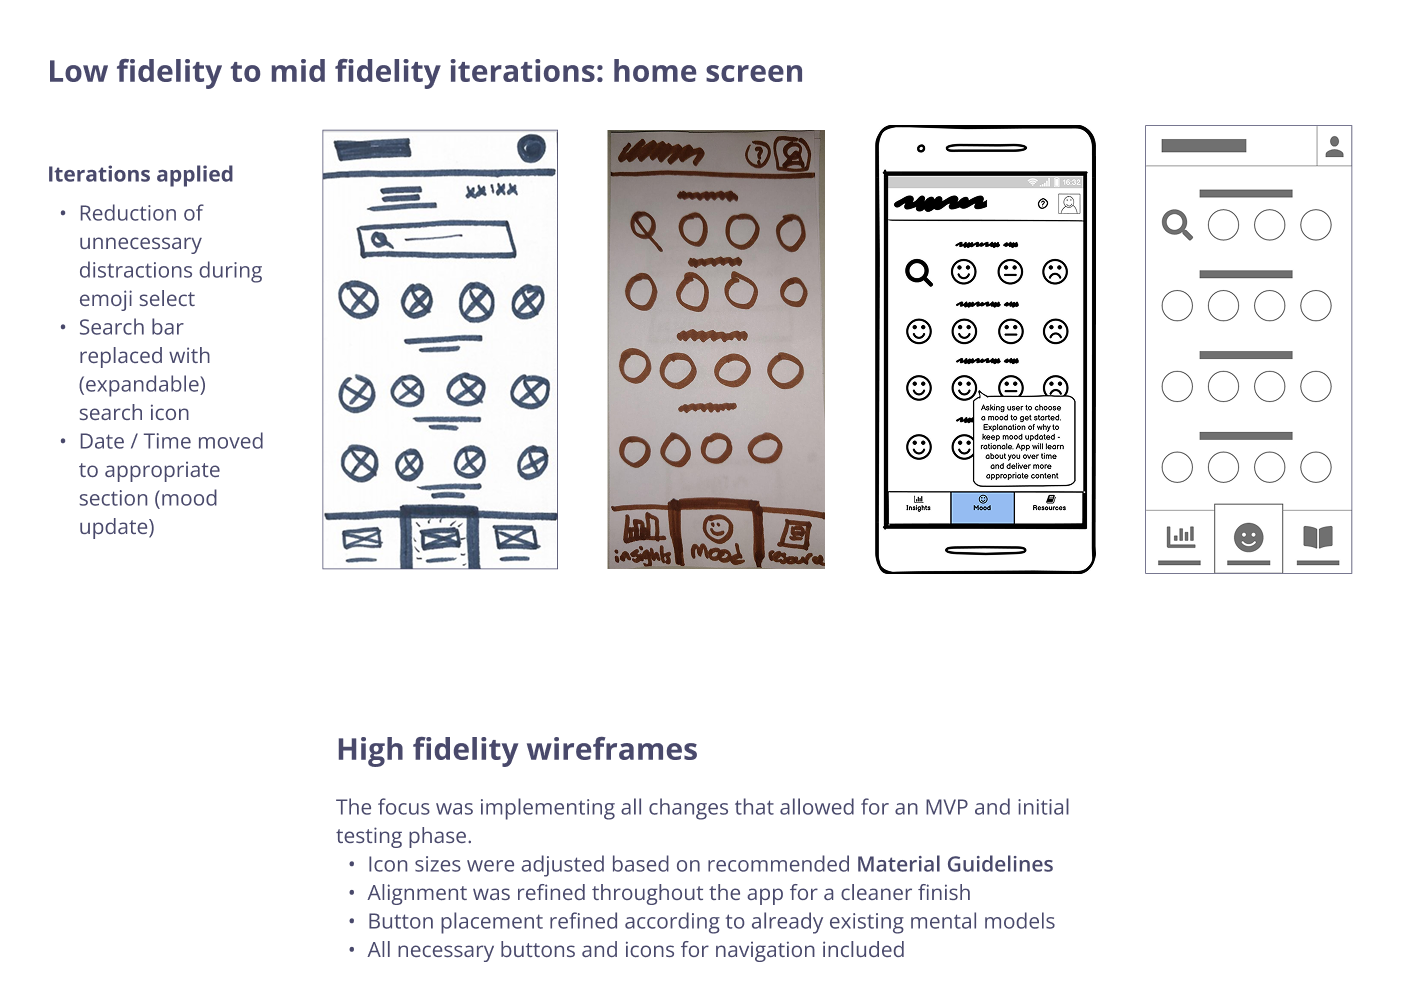 Low fidelity to mid fidelity iterations: home screen
Iterations applied
• Reduction of
unnecessary
distractions during
emoji select
• Search bar
replaced with
(expandable)
search icon
• Date / Time moved
to appropriate
section (mood
update)
XX:XX
?
insights
Mood
16:32
?
Asking user to choose
a mood to get started.
Explanation of why to
keep mood updated -
rationale. App will learn
about you over time
and deliver more
appropriate content
Insights
Mood
Resources
High fidelity wireframes
The focus was implementing all changes that allowed for an MVP and initial
testing phase.
• Icon sizes were adjusted based on recommended Material Guidelines
• Alignment was refined throughout the app for a cleaner finish
• Button placement refined according to already existing mental models
• All necessary buttons and icons for navigation included